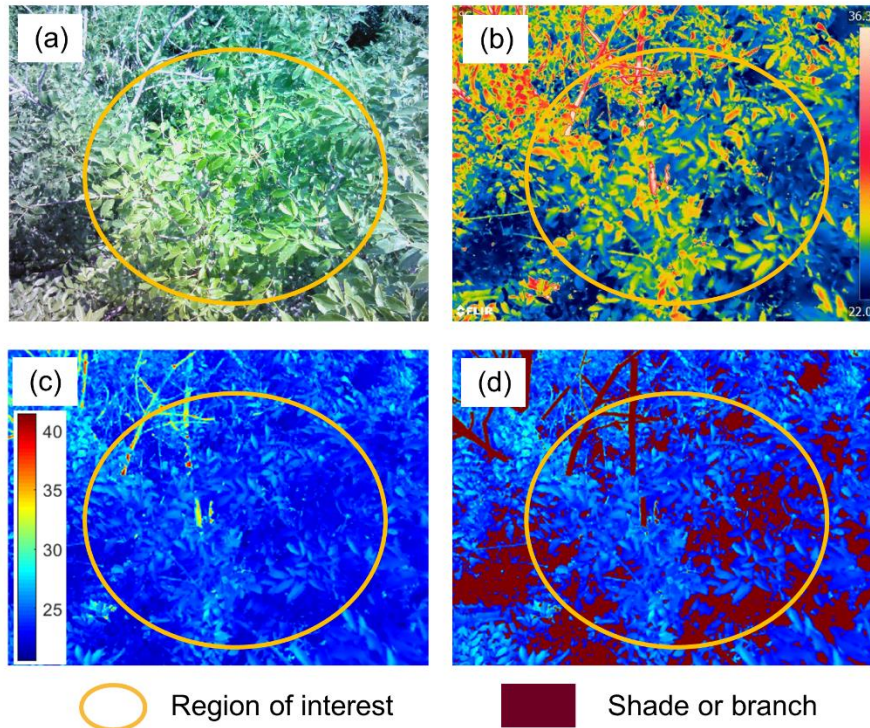 (a)
(b)
36.3
22.0
FLIR
(c)
40
35
30
25
(d)
Region of interest
Shade or branch